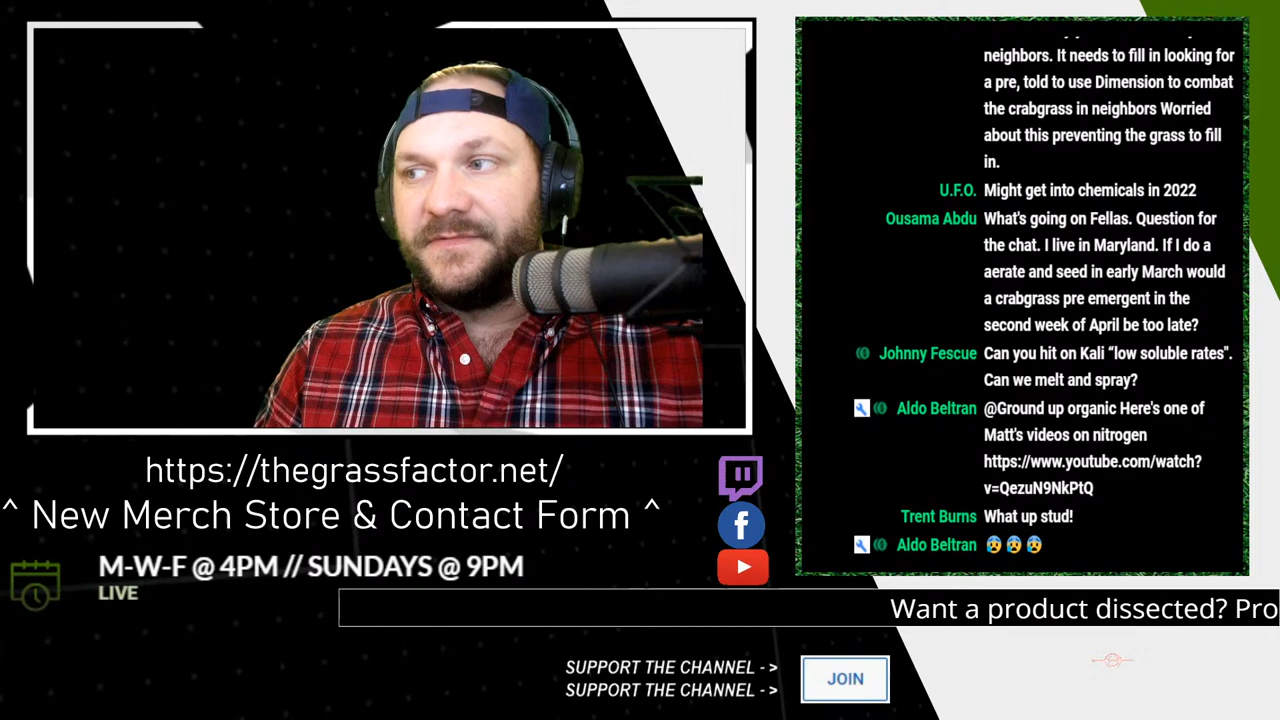 neighbors. It needs to fill in looking for
a pre, told to use Dimension to combat
the crabgrass in neighbors Worried
about this preventing the grass to fill
in.
U.F.O. Might get into chemicals in 2022
Ousama Abdu What's going on Fellas. Question for
the chat. I live in Maryland. If I do a
aerate and seed in early March would
a crabgrass pre emergent in the
second week of April be too late?
Johnny Fescue Can you hit on Kali “low soluble rates".
Can we melt and spray?
Aldo Beltran @Ground up organic Here's one of
Matt's videos on nitrogen
https://www.youtube.com/watch?
v=QezuN9NkPtQ
Trent Burns What up stud!
Aldo Beltran 😰😰😰
https://thegrassfactor.net/
^ New Merch Store & Contact Form ^
M-W-F @ 4PM // SUNDAYS @ 9PM
LIVE
Want a product dissected? Pro
SUPPORT THE CHANNEL - >
SUPPORT THE CHANNEL - >
JOIN